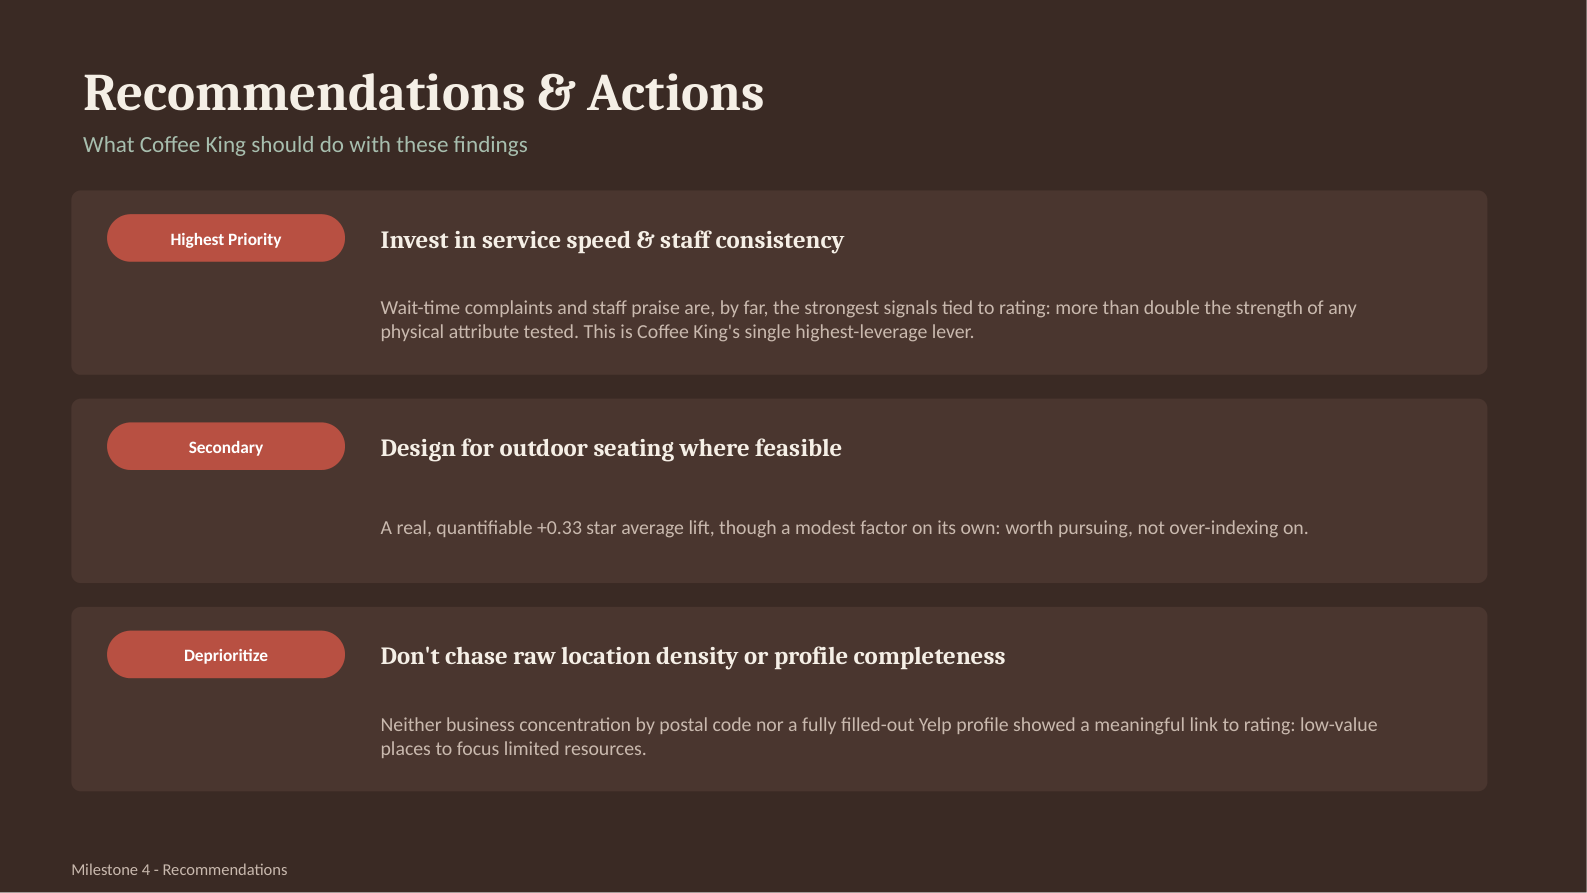 Recommendations & Actions
What Coffee King should do with these findings
Highest Priority
Invest in service speed & staff consistency
Wait-time complaints and staff praise are, by far, the strongest signals tied to rating: more than double the strength of any
physical attribute tested. This is Coffee King's single highest-leverage lever.
Secondary
Design for outdoor seating where feasible
A real, quantifiable +0.33 star average lift, though a modest factor on its own: worth pursuing, not over-indexing on.
Deprioritize
Don't chase raw location density or profile completeness
Neither business concentration by postal code nor a fully filled-out Yelp profile showed a meaningful link to rating: low-value
places to focus limited resources.
Milestone 4 - Recommendations